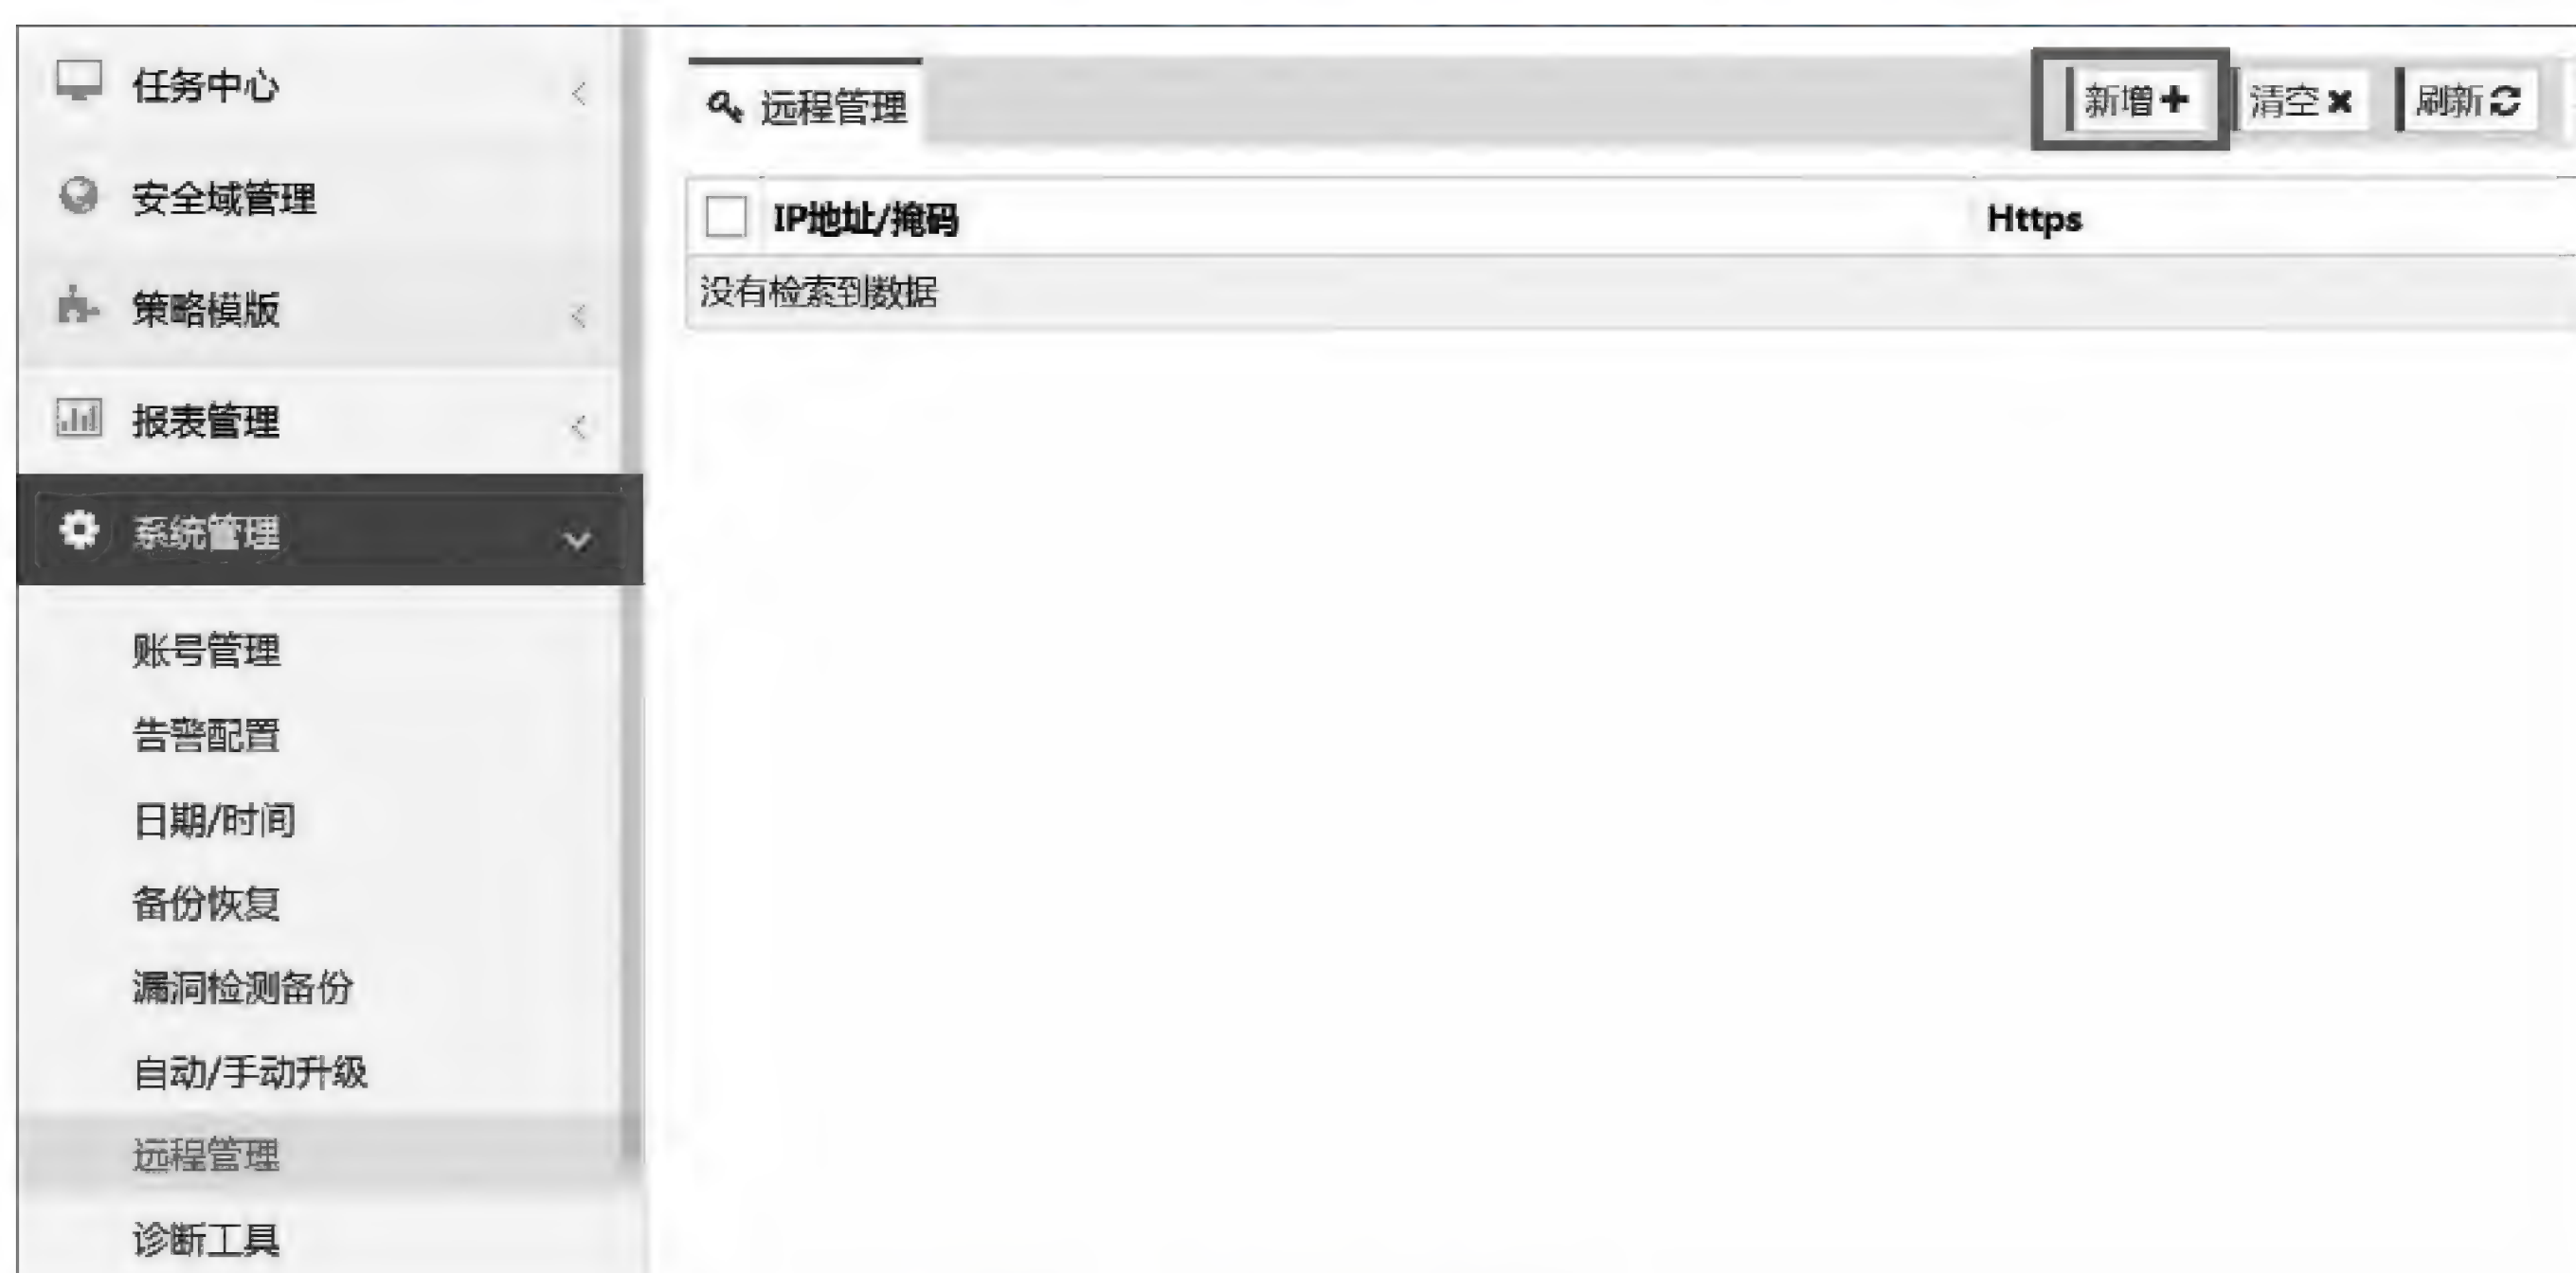 任务中心
安全域管理
策略模版
报表管理
系统管理
账号管理
告警配置
日期/时间
备份恢复
漏洞检测备份
自动/手动升级
远程管理
诊断工具
远程管理
新增 清空 刷新
IP地址/掩码 Https
没有检索到数据